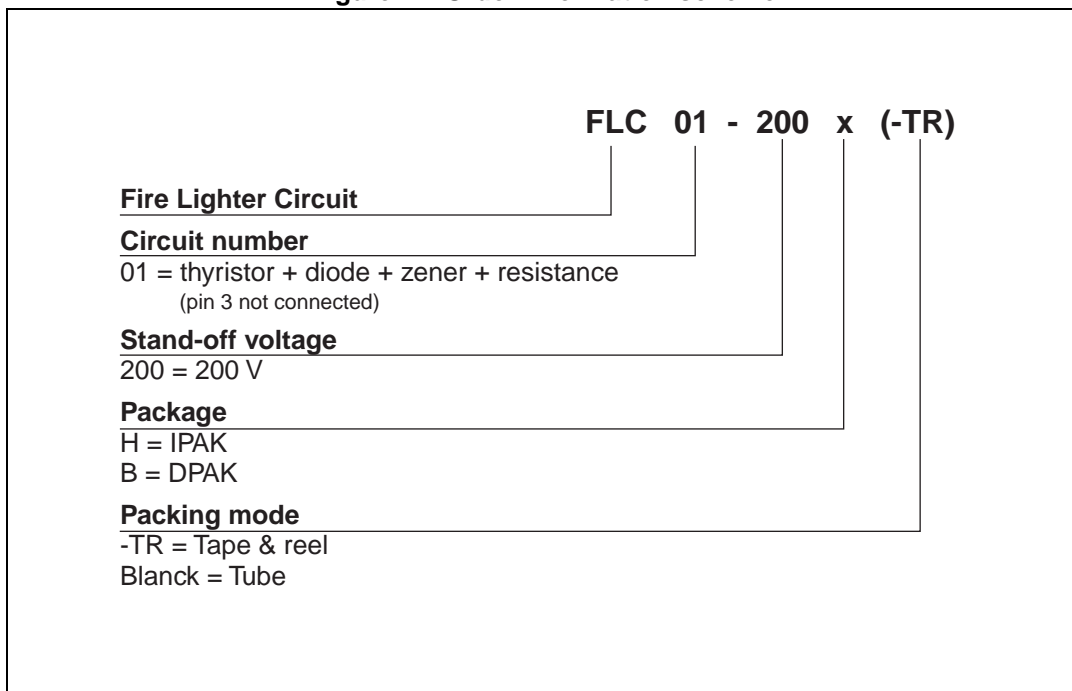 FLC 01 - 200 x (-TR)
Fire Lighter Circuit
Circuit number
01 = thyristor + diode + zener + resistance
(pin 3 not connected)
Stand-off voltage
200 = 200 V
Package
H = IPAK
B = DPAK
Packing mode
-TR = Tape & reel
Blanck = Tube